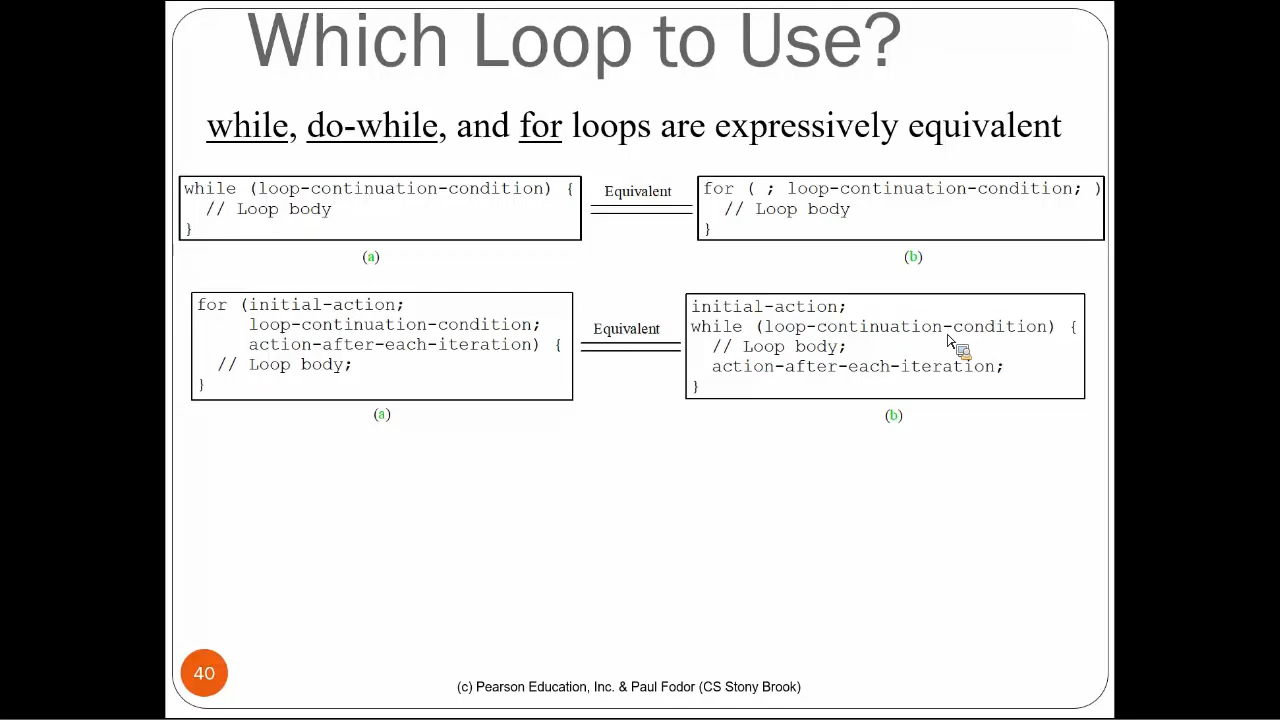 Which Loop to Use?
while, do-while, and for loops are expressively equivalent
while (loop-continuation-condition) {
// Loop body
}
(a)
Equivalent
for ( ; loop-continuation-condition; )
// Loop body
}
(b)
for (initial-action;
loop-continuation-condition;
action-after-each-iteration) {
// Loop body;
}
(a)
Equivalent
initial-action;
while (loop-continuation-condition) {
// Loop body;
action-after-each-iteration;
}
(b)
40
(c) Pearson Education, Inc. & Paul Fodor (CS Stony Brook)